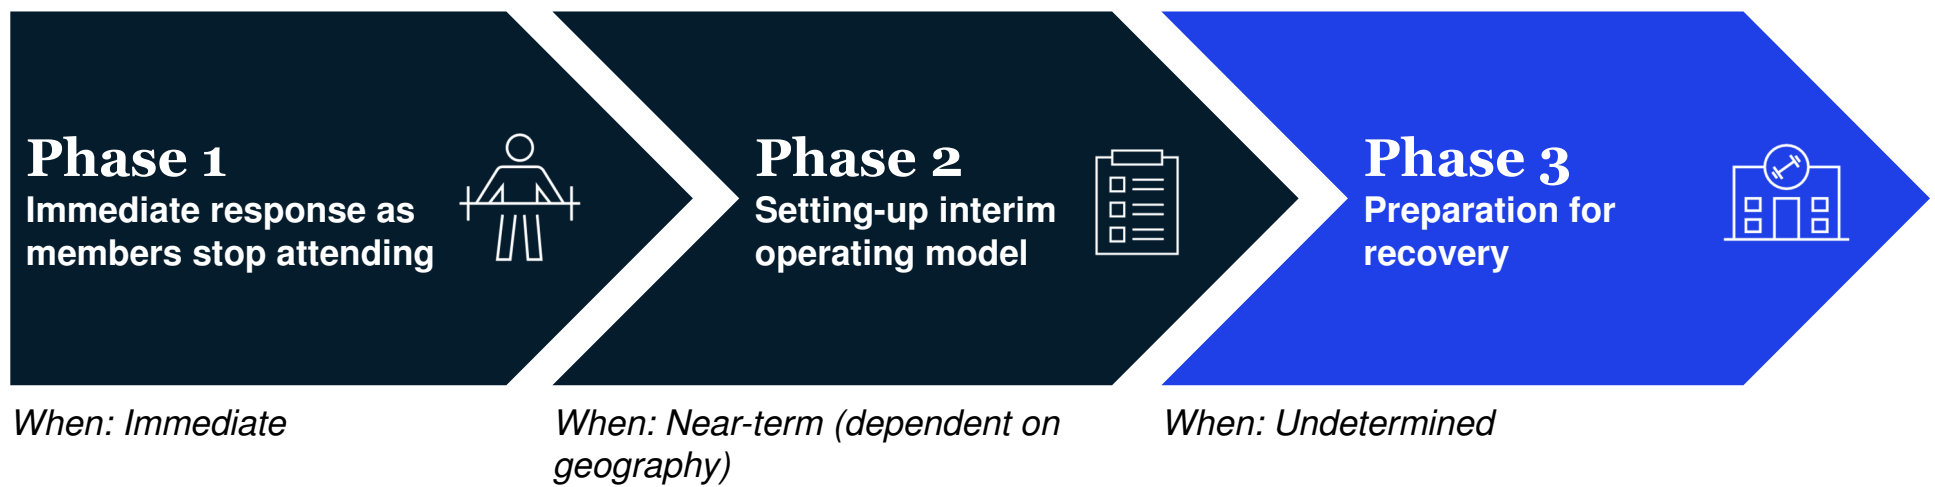 Phase 1
Immediate response as
members stop attending
Phase 2
Setting-up interim
operating model
Phase 3
Preparation for
recovery
When: Immediate
When: Near-term (dependent on
geography)
When: Undetermined